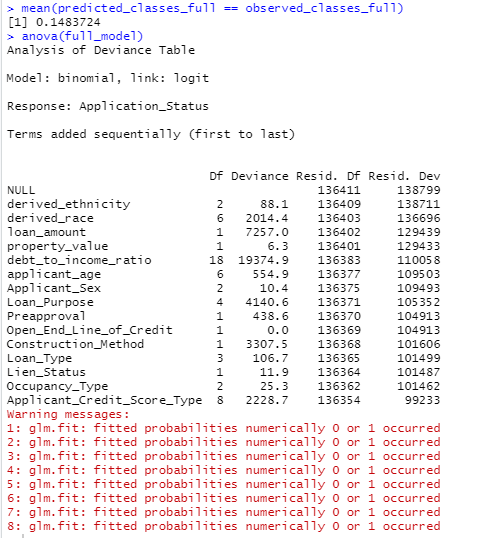 > mean(predicted_classes_full == observed_classes_full)
[1] 0.1483724
> anova(full_model)
Analysis of Deviance Table

Model: binomial, link: logit

Response: Application_Status

Terms added sequentially (first to last)


                            Df Deviance Resid. Df Resid. Dev
NULL                                       136411     138799
derived_ethnicity            2     88.1    136409     138711
derived_race                 6   2014.4    136403     136696
loan_amount                  1   7257.0    136402     129439
property_value               1      6.3    136401     129433
debt_to_income_ratio        18  19374.9    136383     110058
applicant_age                6    554.9    136377     109503
Applicant_Sex                2     10.4    136375     109493
Loan_Purpose                 4   4140.6    136371     105352
Preapproval                  1    438.6    136370     104913
Open_End_Line_of_Credit      1      0.0    136369     104913
Construction_Method          1   3307.5    136368     101606
Loan_Type                    3    106.7    136365     101499
Lien_Status                  1     11.9    136364     101487
Occupancy_Type               2     25.3    136362     101462
Applicant_Credit_Score_Type  8   2228.7    136354      99233
Warning messages:
1: glm.fit: fitted probabilities numerically 0 or 1 occurred
2: glm.fit: fitted probabilities numerically 0 or 1 occurred
3: glm.fit: fitted probabilities numerically 0 or 1 occurred
4: glm.fit: fitted probabilities numerically 0 or 1 occurred
5: glm.fit: fitted probabilities numerically 0 or 1 occurred
6: glm.fit: fitted probabilities numerically 0 or 1 occurred
7: glm.fit: fitted probabilities numerically 0 or 1 occurred
8: glm.fit: fitted probabilities numerically 0 or 1 occurred